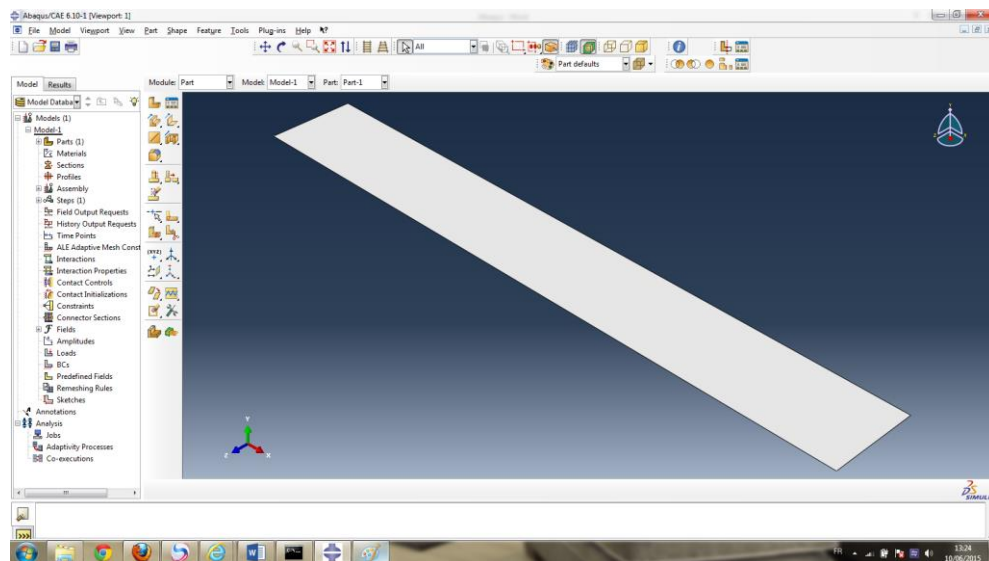 Abaqus/CAE 6.10-1 [Viewport: 1]
File Model Viewport View Part Shape Feature Tools Plug-ins Help
All
Part defaults
Model Results
Module: Part Model: Model-1 Part: Part-1
Model Databa
Models (1)
Model-1
Parts (1)
Materials
Sections
Profiles
Assembly
Steps (1)
Field Output Requests
History Output Requests
Time Points
ALE Adaptive Mesh Const
Interactions
Interaction Properties
Contact Controls
Contact Initializations
Constraints
Connector Sections
Fields
Amplitudes
Loads
BCs
Predefined Fields
Remeshing Rules
Sketches
Annotations
Analysis
Jobs
Adaptivity Processes
Co-executions
(XYZ)
Y
Z
X
SIMULI
>>>
FR
13:24
10/06/2015